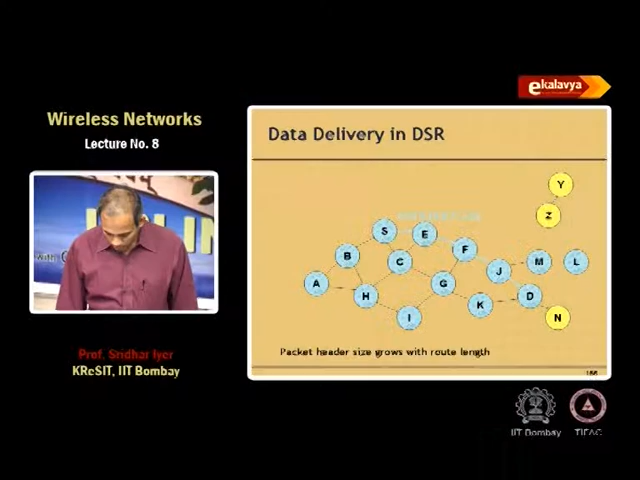 ekalavya
Wireless Networks
Lecture No. 8
Data Delivery in DSR
Y
Z
S
E
B
F
C
M
L
J
A
G
H
D
K
I
N
with
Packet header size grows with route length
Prof. Sridhar Iyer
KReSIT, IIT Bombay
IIT Bombay
TIFAC